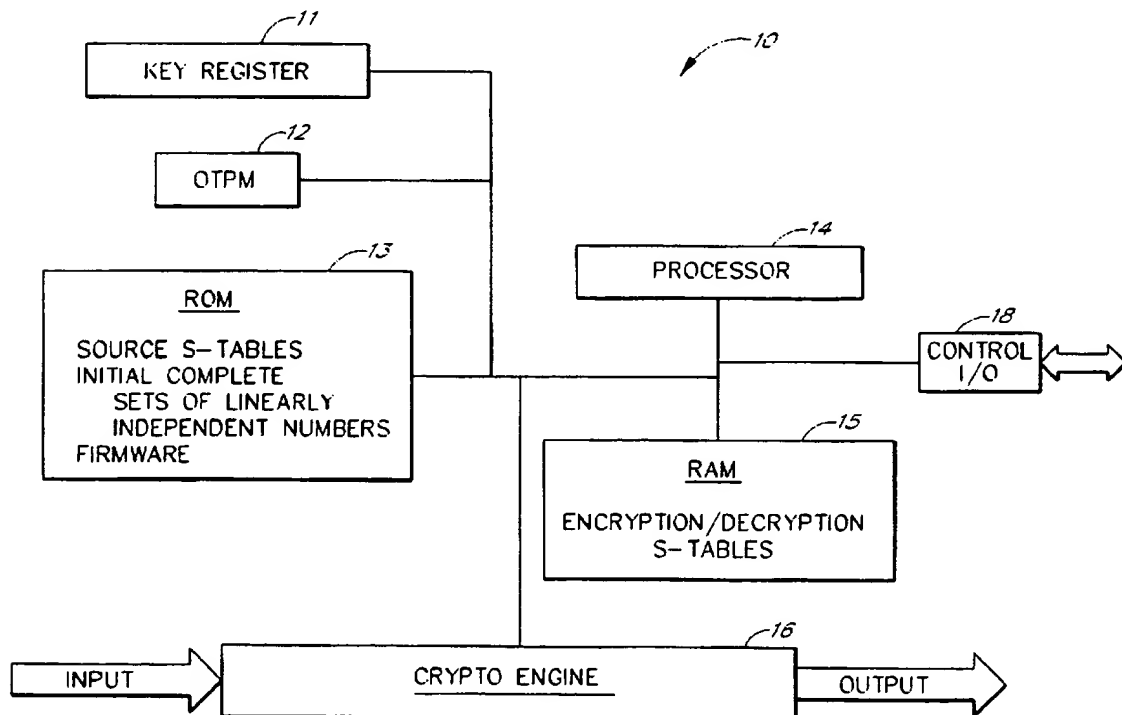 11
KEY REGISTER
10
12
OTPM
13
ROM
SOURCE S-TABLES
INITIAL COMPLETE
SETS OF LINEARLY
INDEPENDENT NUMBERS
FIRMWARE
14
PROCESSOR
18
CONTROL
I/O
15
RAM
ENCRYPTION/DECRYPTION
S-TABLES
16
INPUT
CRYPTO ENGINE
OUTPUT